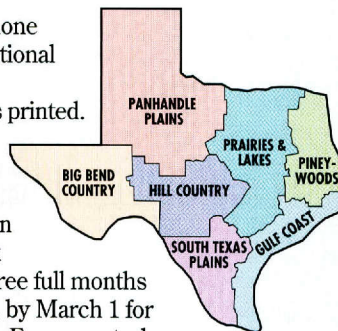 one
tional
s printed.
n
ree full months
by March 1 for
PANHANDLE
PLAINS
PRAIRIES &
LAKES
PINEY-
WOODS
BIG BEND
COUNTRY
HILL COUNTRY
SOUTH TEXAS
PLAINS
GULF COAST